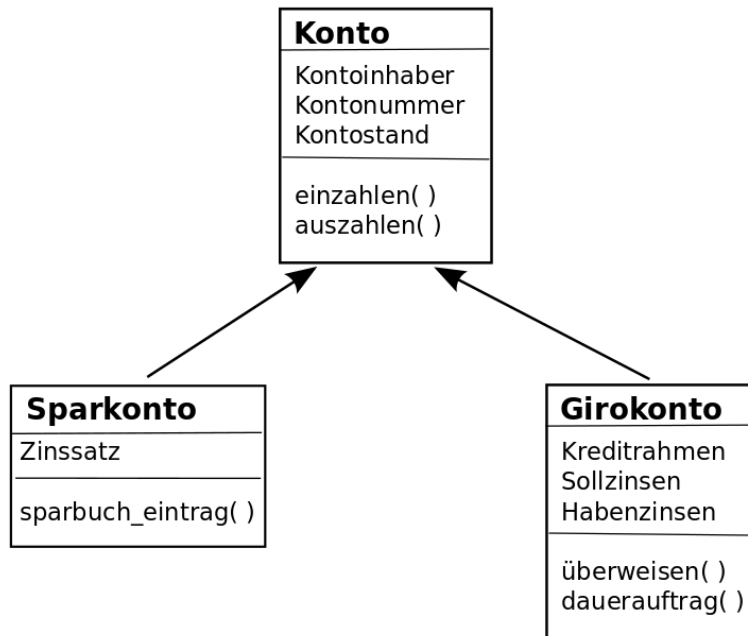 Konto
Kontoinhaber
Kontonummer
Kontostand
einzahlen( )
auszahlen( )
Sparkonto
Zinssatz
sparbuch_eintrag( )
Girokonto
Kreditrahmen
Sollzinsen
Habenzinsen
überweisen( )
dauerauftrag( )